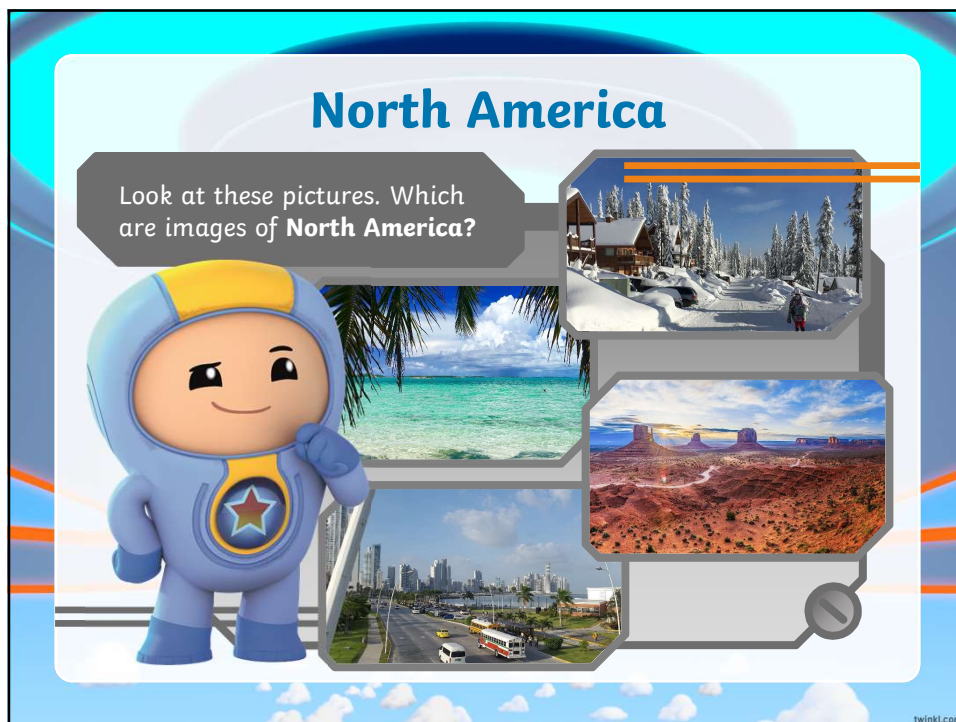 North America
Look at these pictures. Which
are images of North America?
twinkl.com